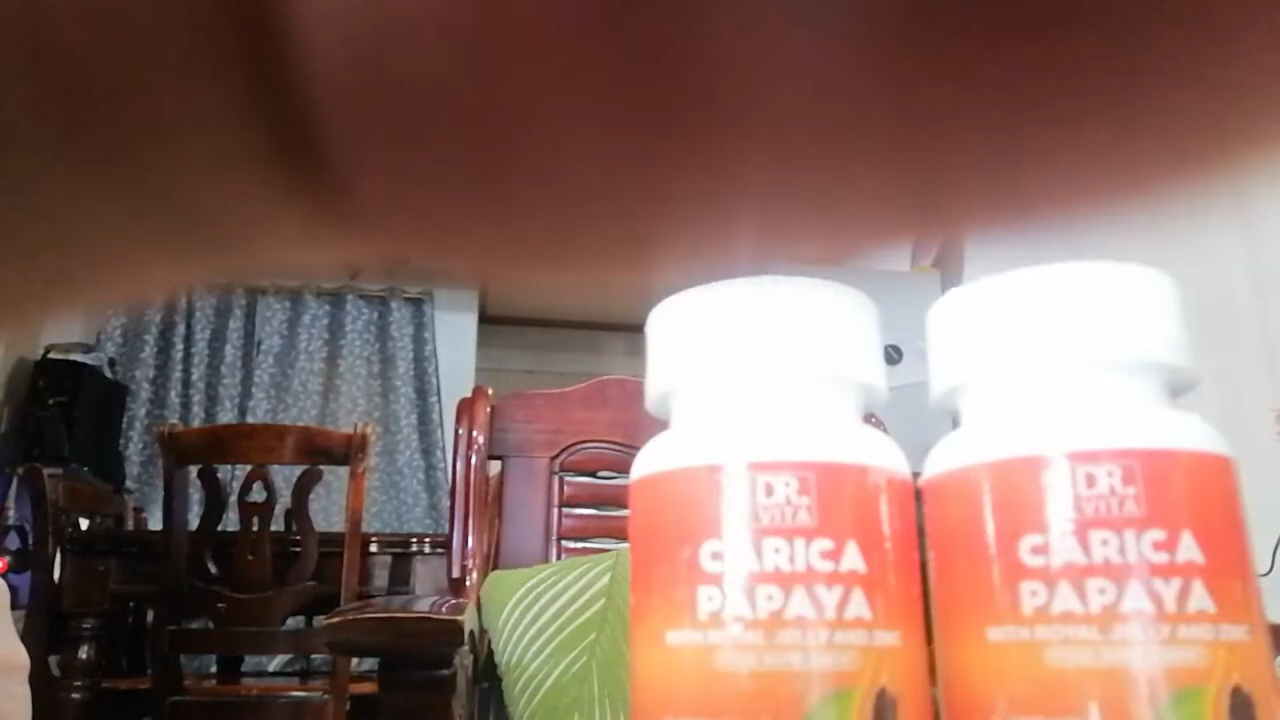 DR.
VITA
CARICA
PAPAYA
WITH ROYAL JELLY AND ZINC
DR.
VITA
CARICA
PAPAYA
WITH ROYAL JELLY AND ZINC